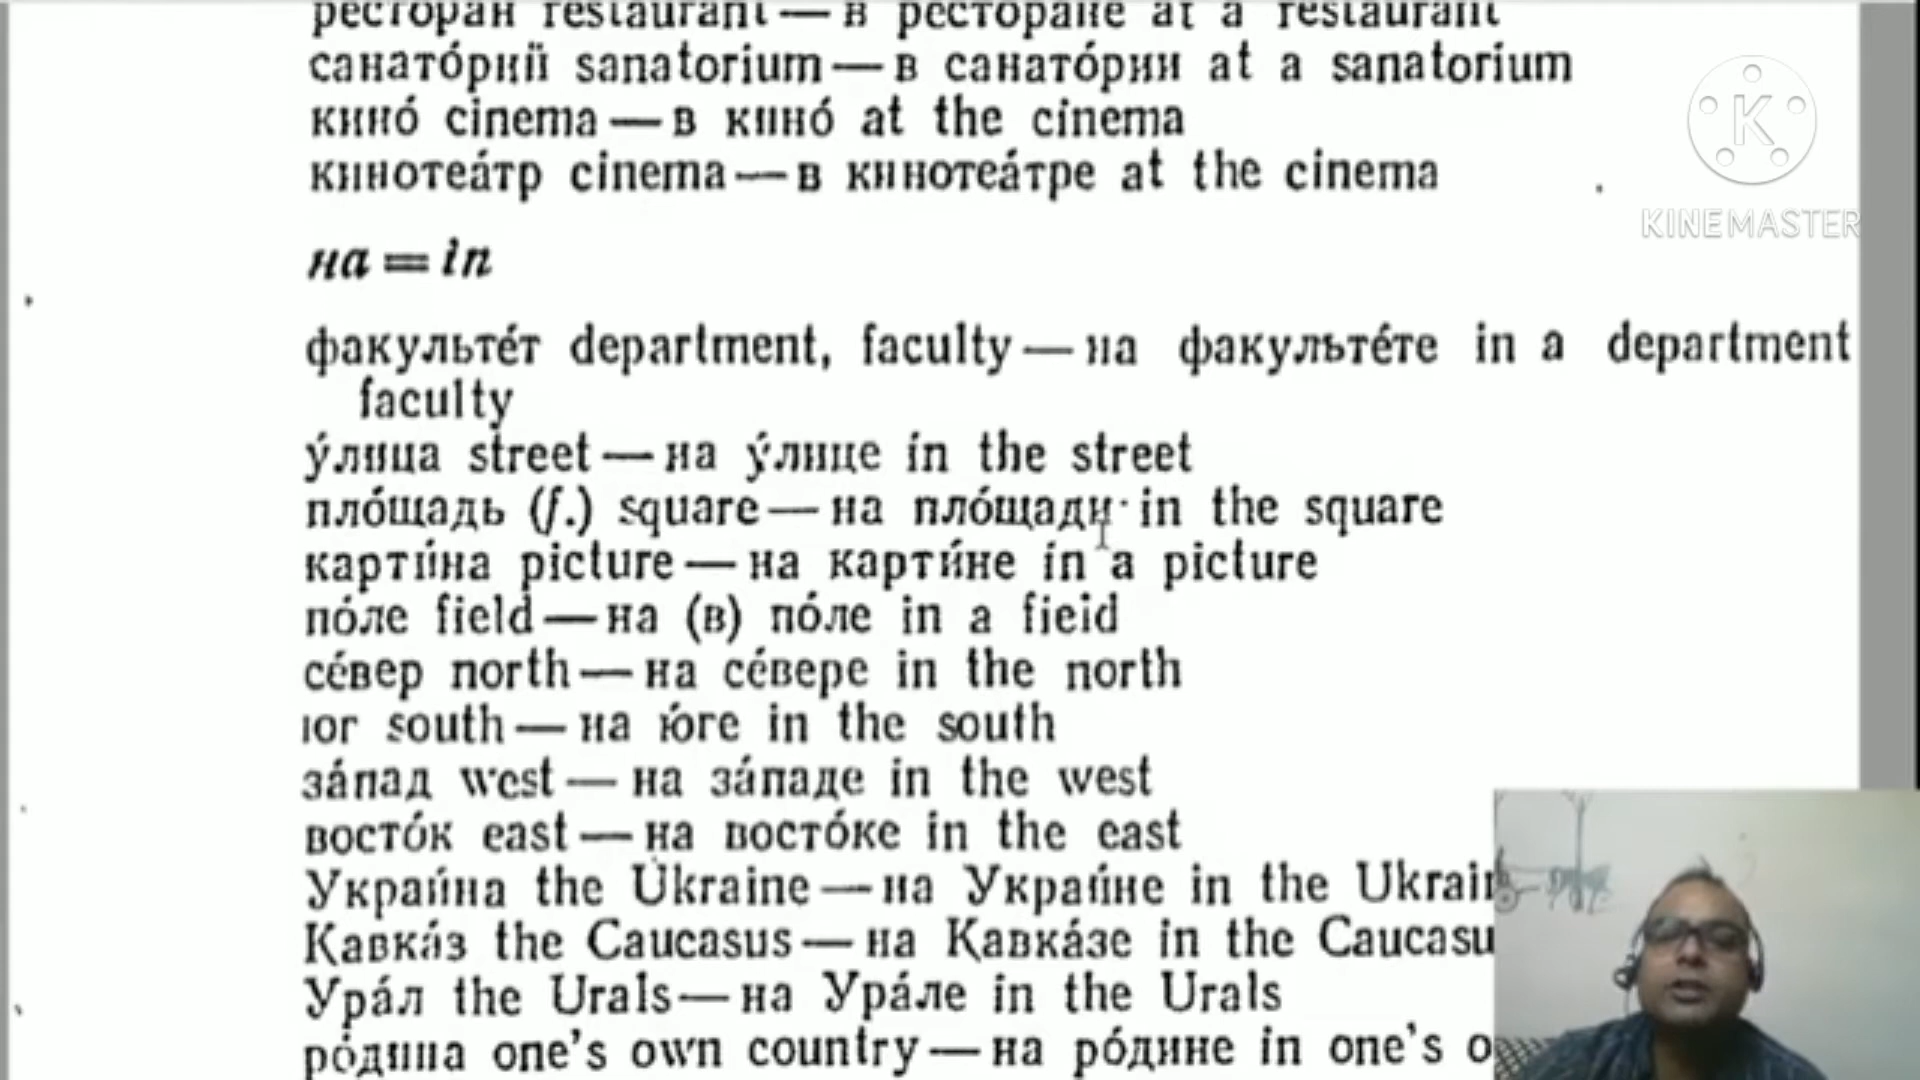 ресторан restaurant — в ресторане at a restaurant
санато́рий sanatorium — в санато́рии at a sanatorium
кино́ cinema — в кино́ at the cinema
кинотеа́тр cinema — в кинотеа́тре at the cinema
на = in
факульте́т department, faculty — на факульте́те in a department
faculty
у́лица street — на у́лице in the street
пло́щадь (f.) square — на пло́щади in the square
карти́на picture — на карти́не in a picture
по́ле field — на (в) по́ле in a field
се́вер north — на се́вере in the north
юг south — на ю́ге in the south
за́пад west — на за́паде in the west
восто́к east — на восто́ке in the east
Украи́на the Ukraine — на Украи́не in the Ukrain
Кавка́з the Caucasus — на Кавка́зе in the Caucasu
Ура́л the Urals — на Ура́ле in the Urals
ро́дина one's own country — на ро́дине in one's o
K
KINEMASTER